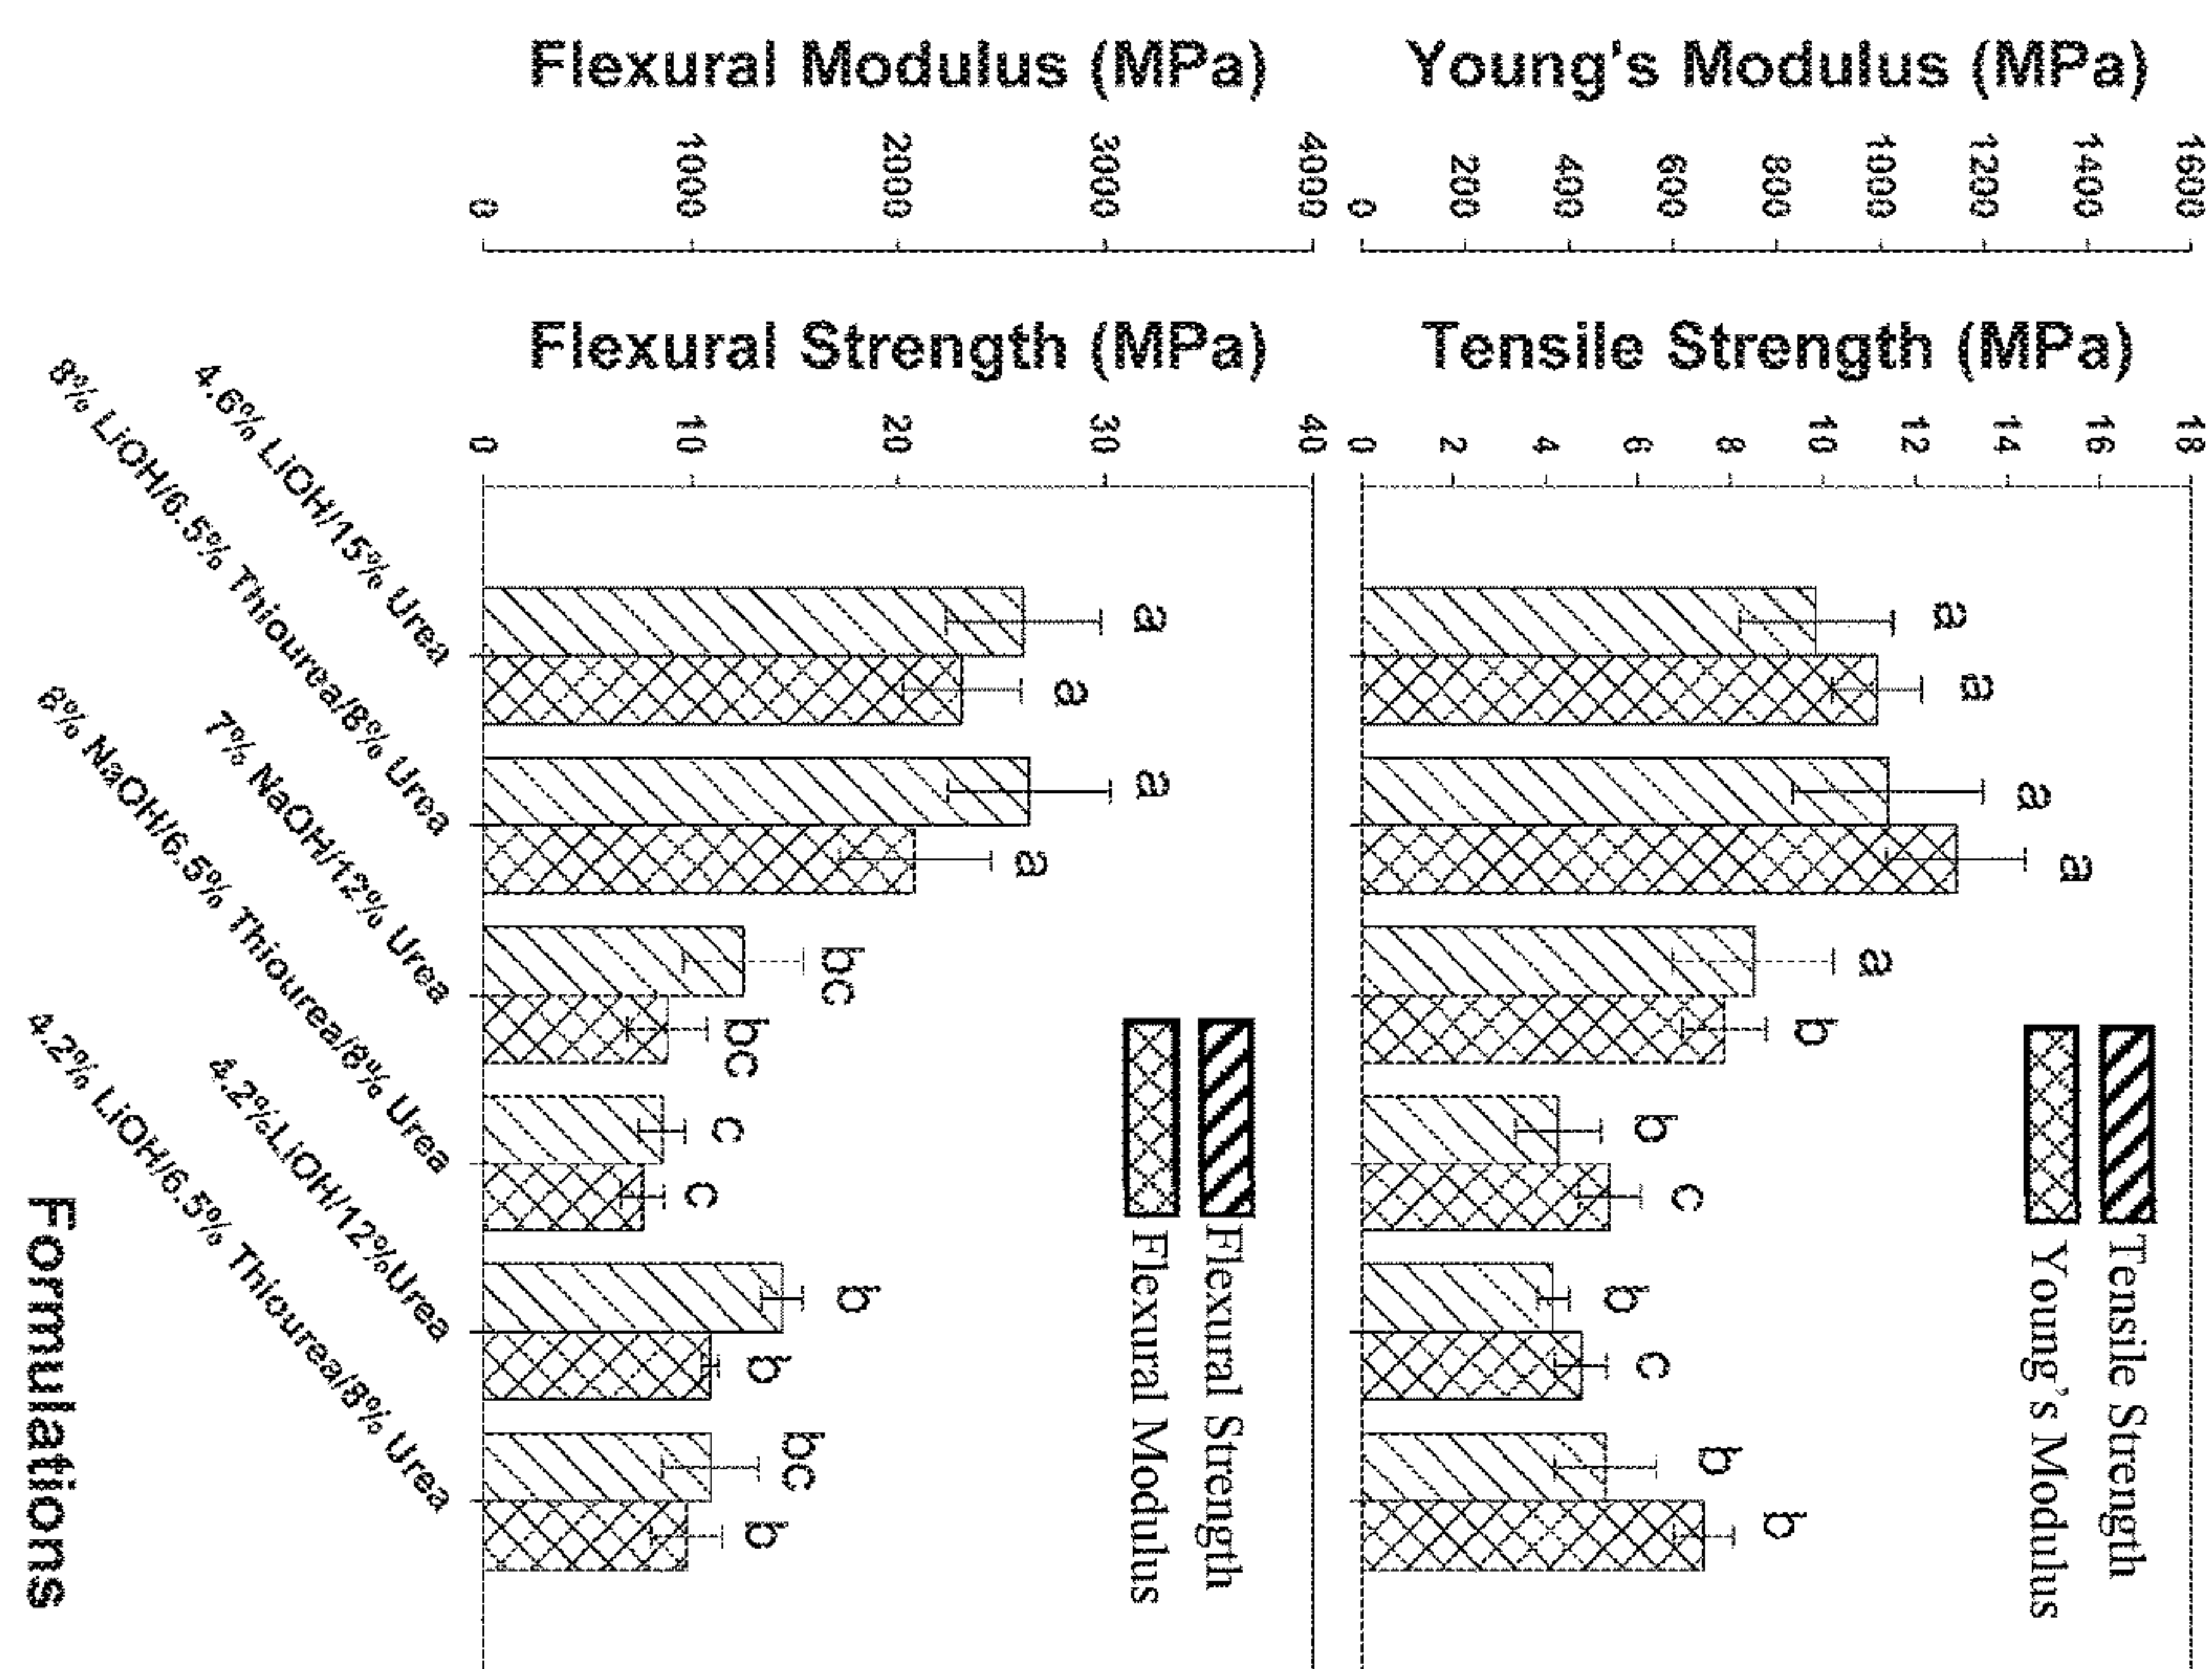 Young's Modulus (MPa)
0
200
400
600
800
1000
1200
1400
1600
Tensile Strength (MPa)
0
2
4
6
8
10
12
14
16
18
Tensile Strength
Young's Modulus
a
a
a
a
a
b
b
c
b
c
b
b
Flexural Modulus (MPa)
0
1000
2000
3000
4000
Flexural Strength (MPa)
0
10
20
30
40
Flexural Strength
Flexural Modulus
a
a
a
a
bc
bc
c
c
b
b
bc
b
4.6% LiOH/15% Urea
8% LiOH/6.5% Thiourea/8% Urea
7% NaOH/12% Urea
6% NaOH/6.5% Thiourea/8% Urea
4.2%LiOH/12%Urea
4.2% LiOH/6.5% Thiourea/8% Urea
Formulations